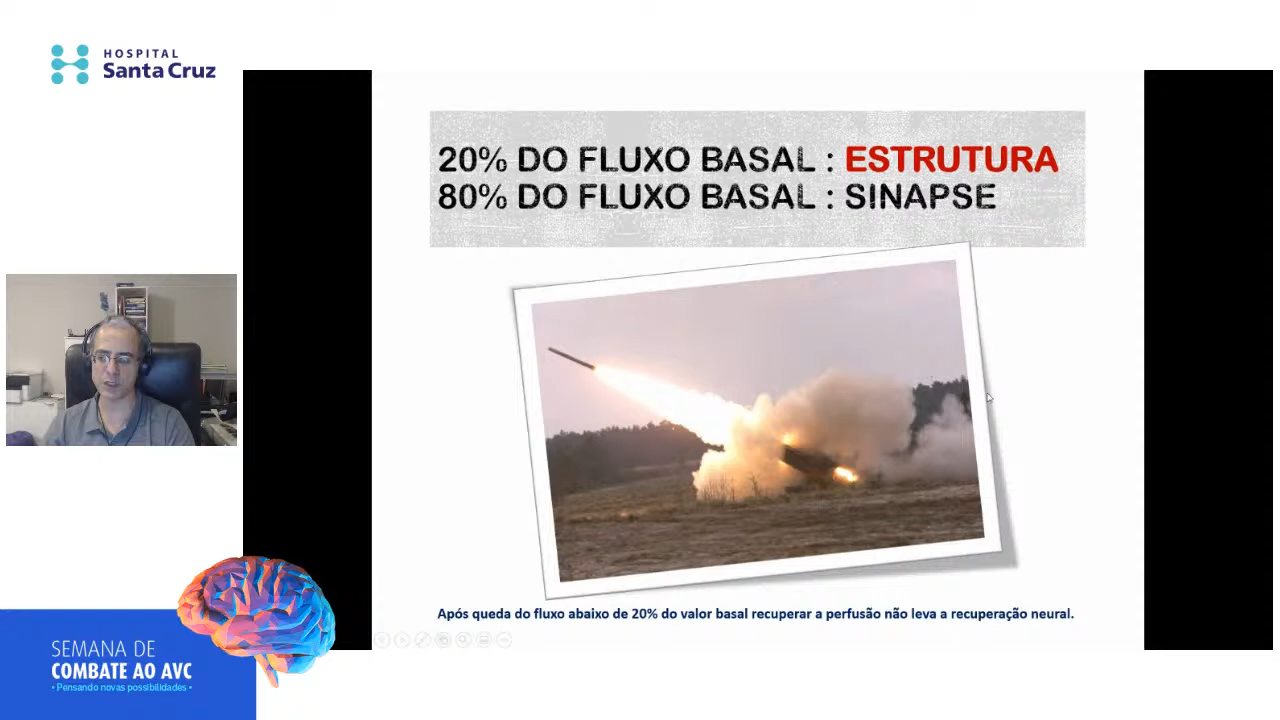 HOSPITAL
Santa Cruz
20% DO FLUXO BASAL : ESTRUTURA
80% DO FLUXO BASAL : SINAPSE
Após queda do fluxo abaixo de 20% do valor basal recuperar a perfusão não leva a recuperação neural.
SEMANA DE
COMBATE AO AVC
• Pensando novas possibilidades •